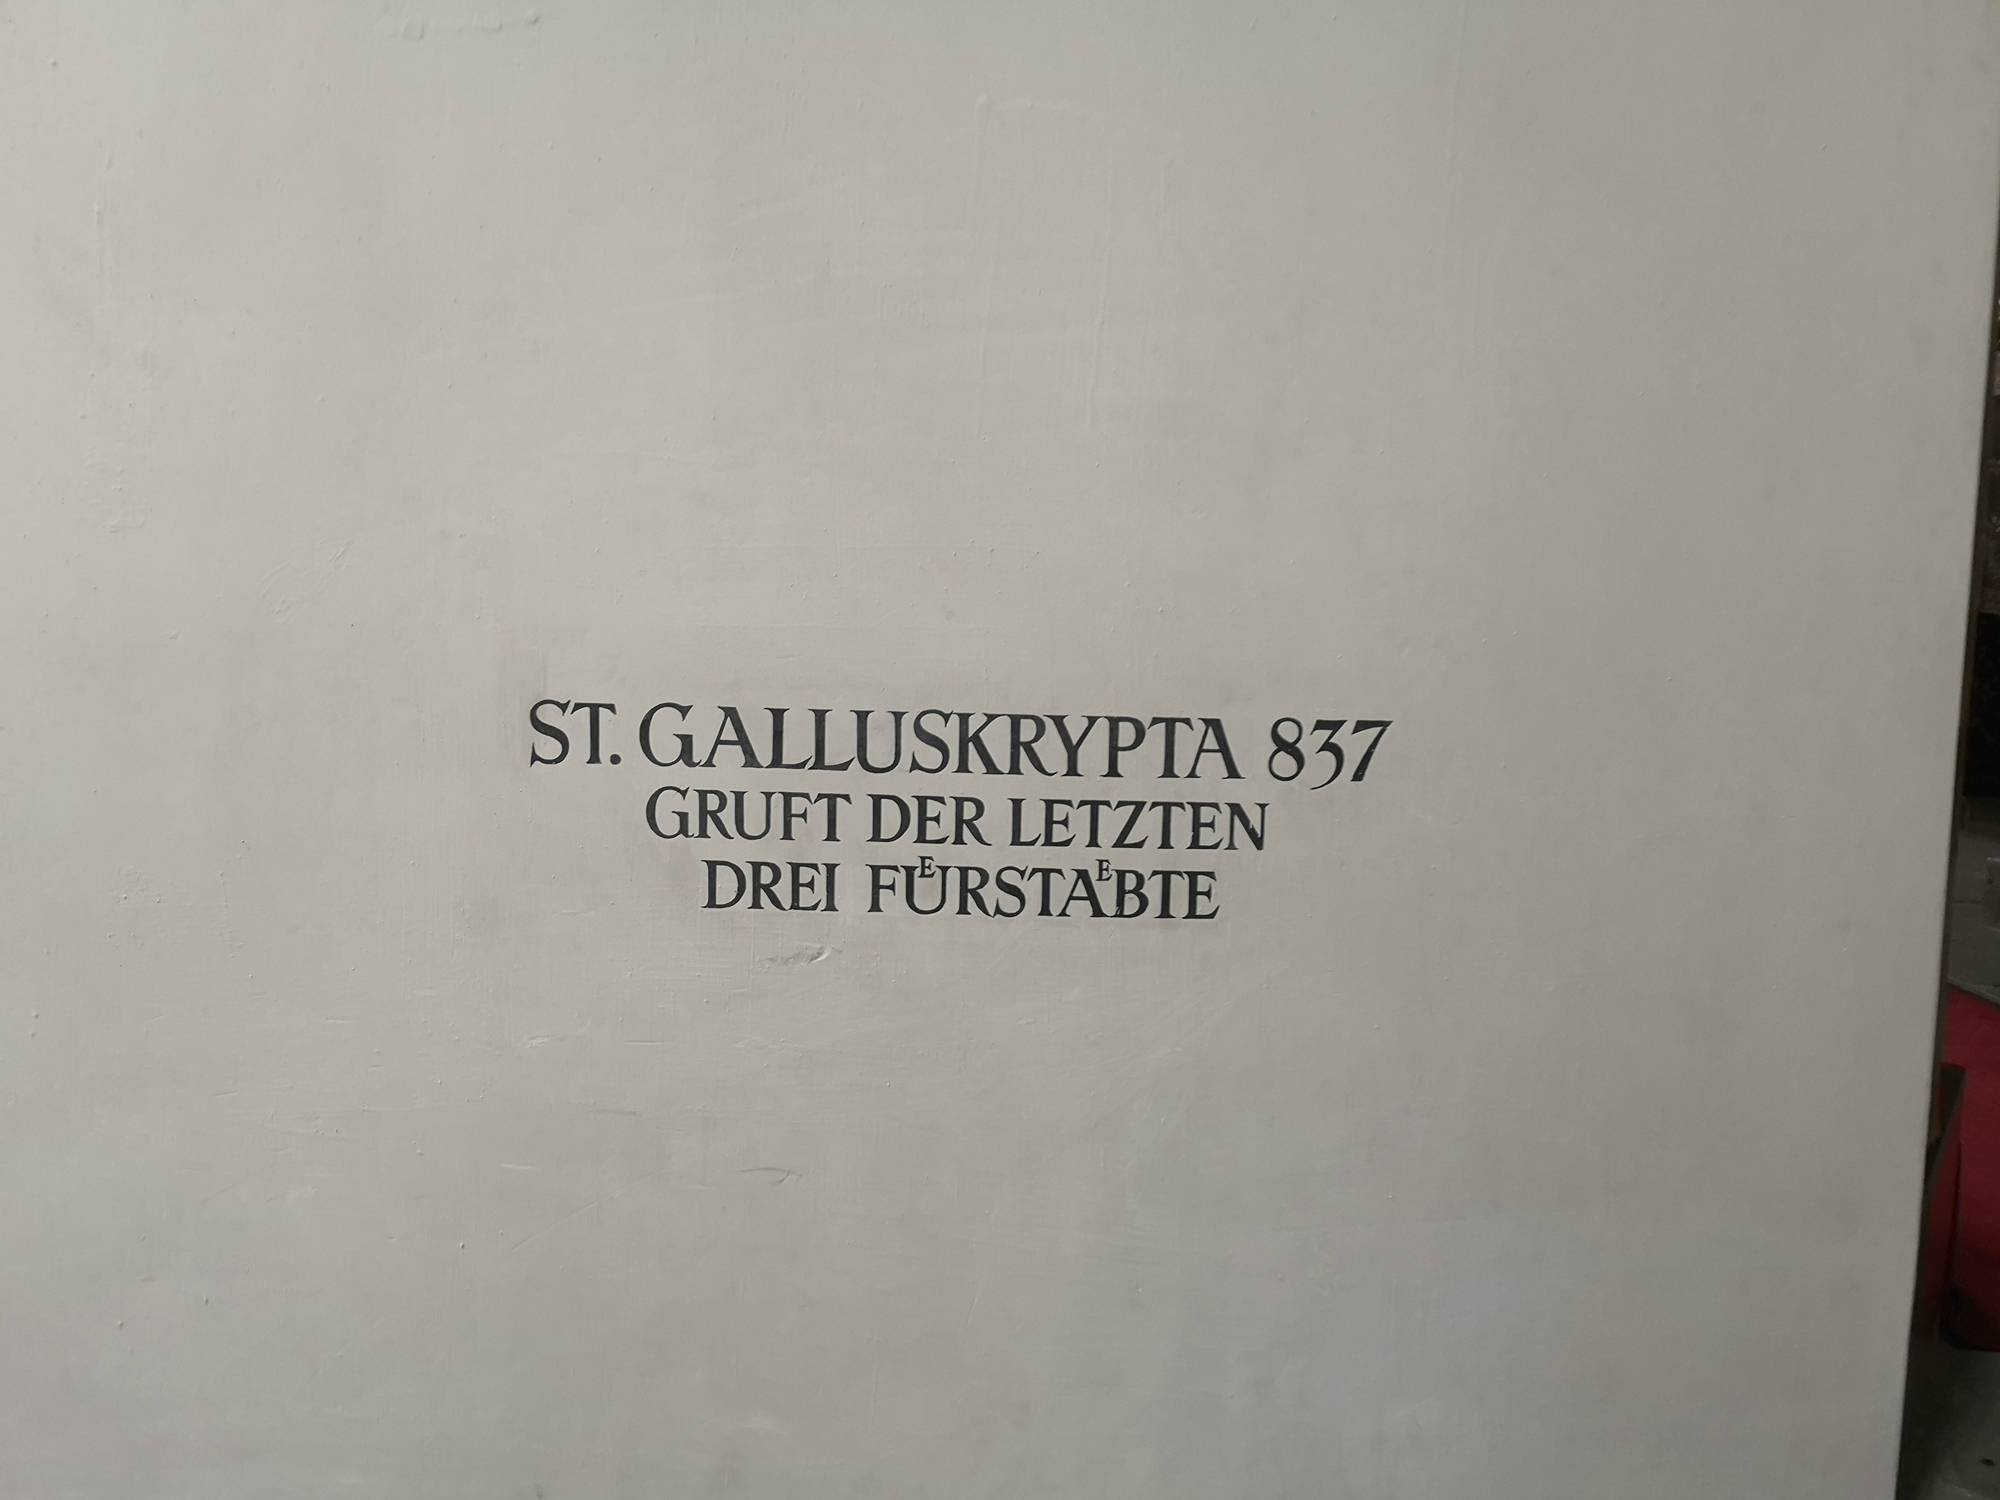 ST. GALLUSKRYPTA 837
GRUFT DER LETZTEN
DREI FUͤRSTAͤBTE